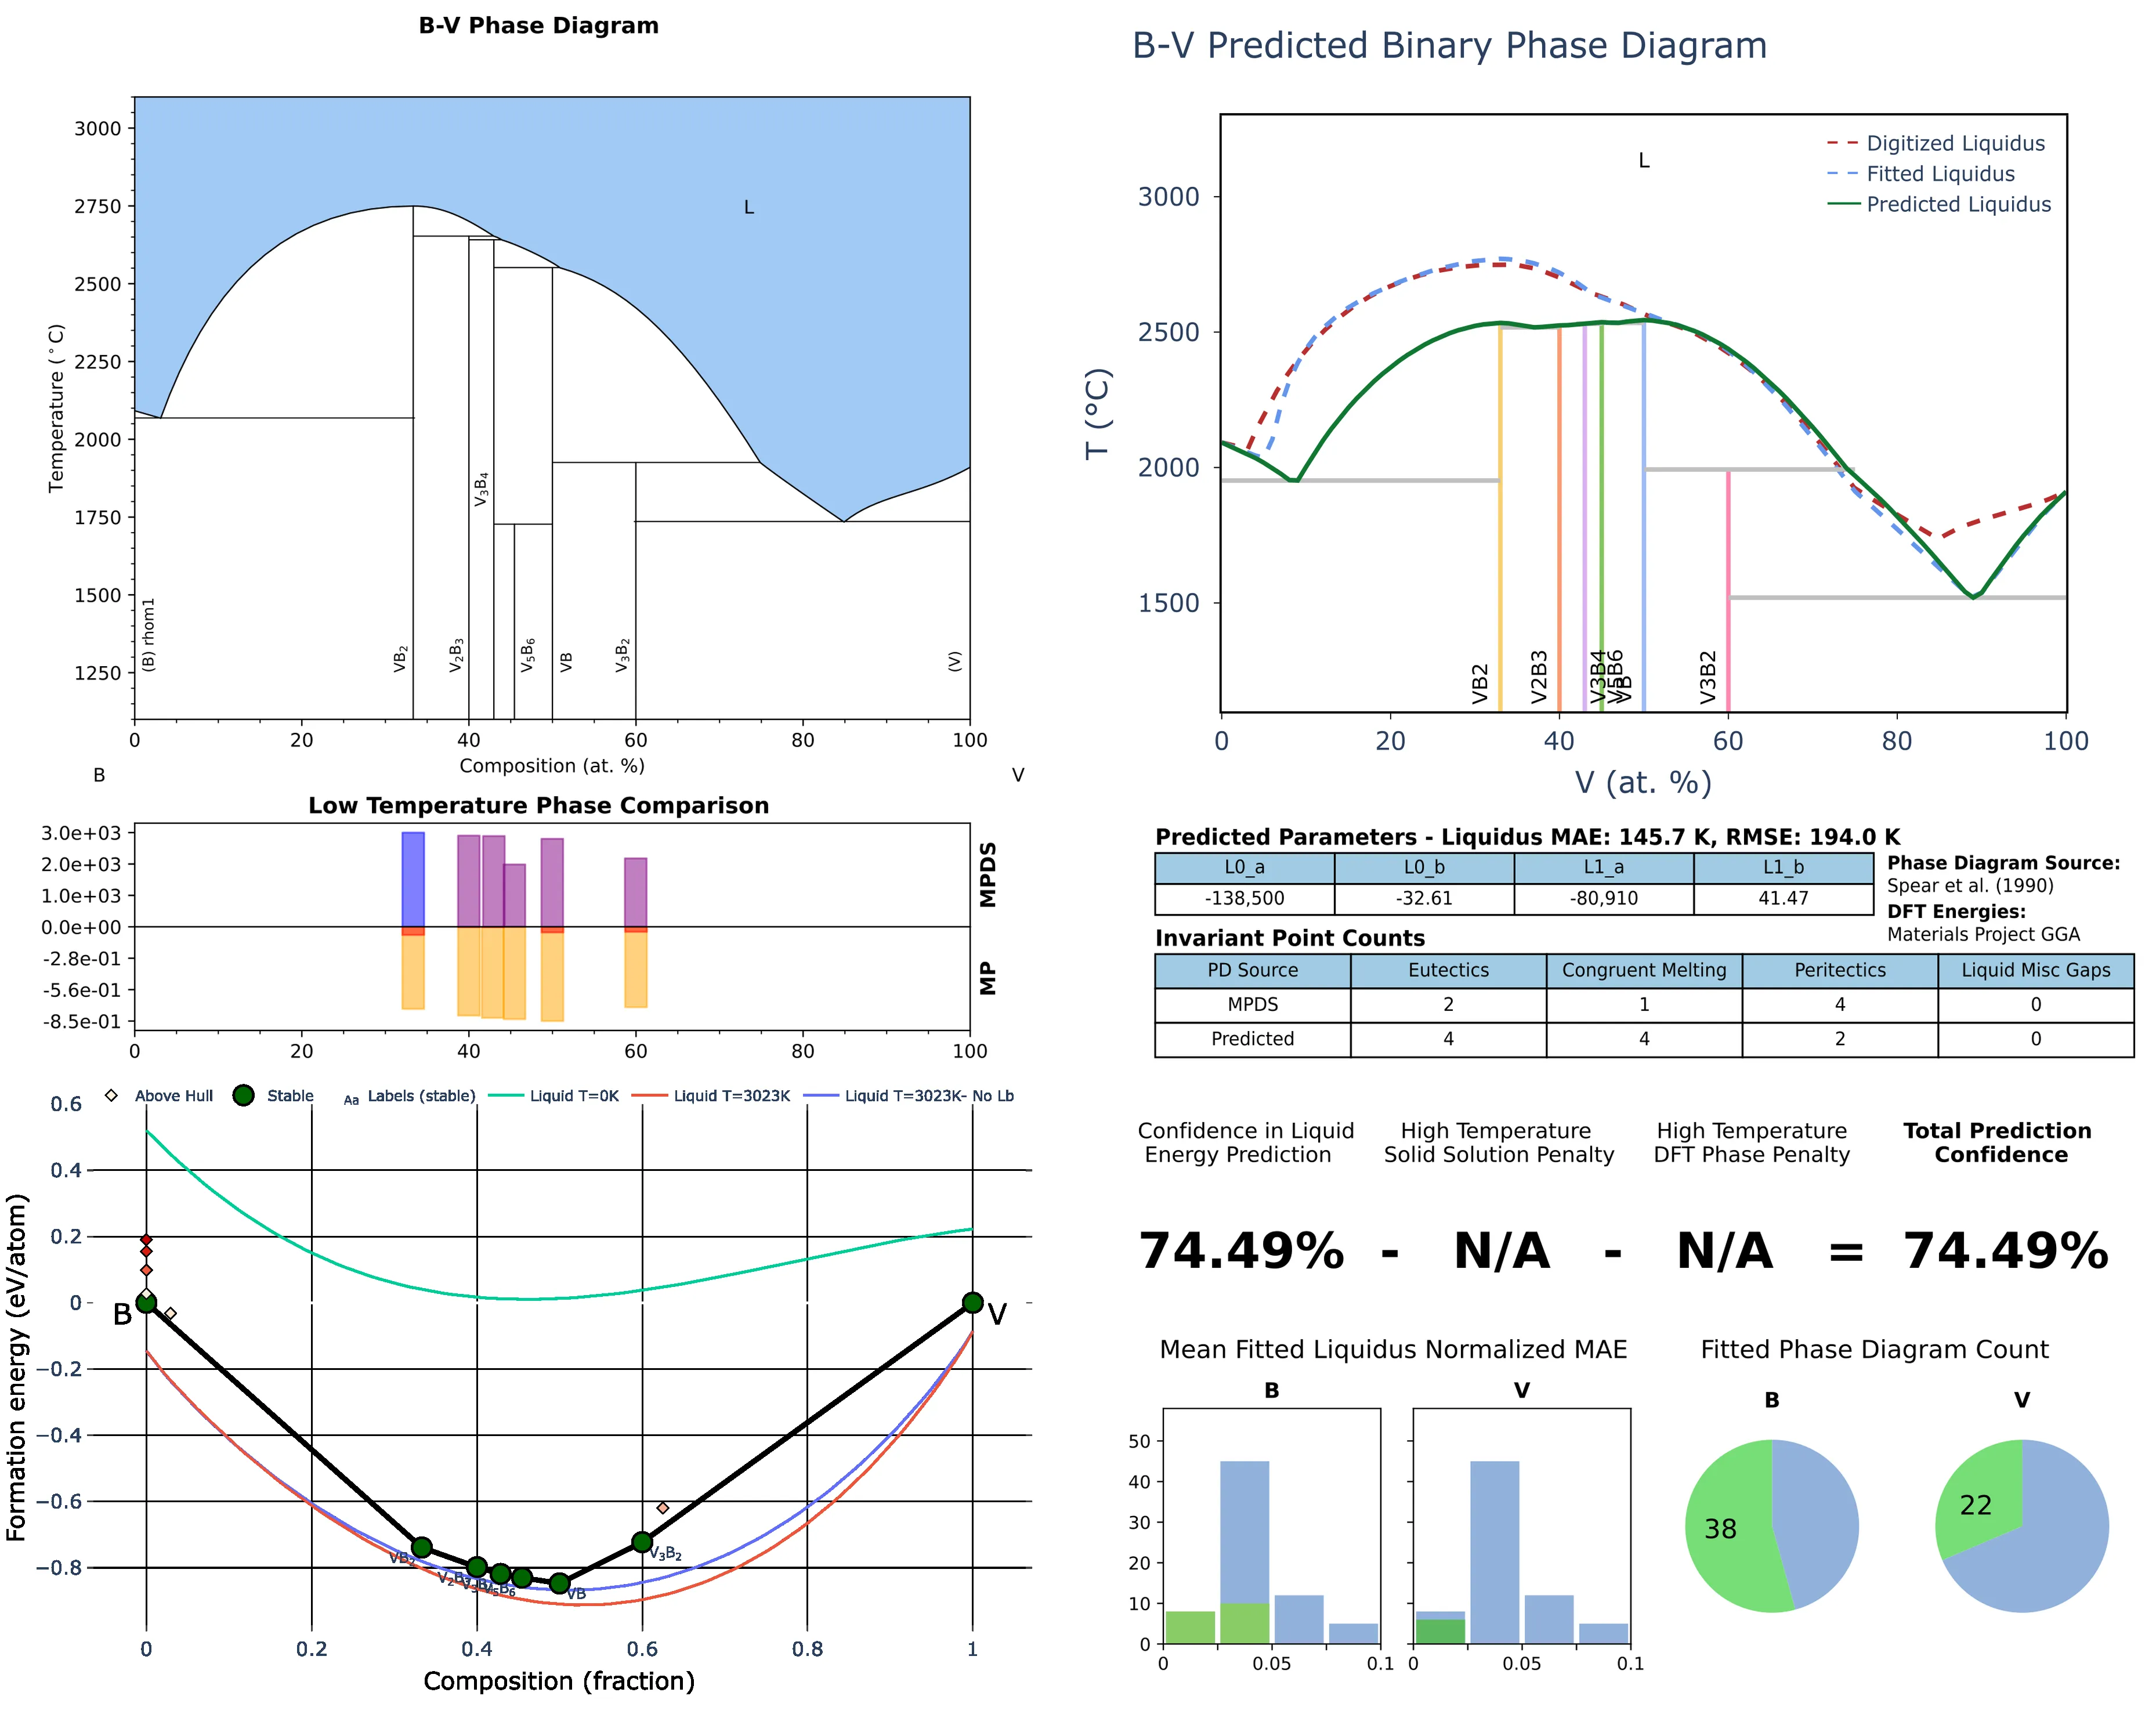 B-V Phase Diagram
3000
2750
2500
2250
2000
1750
1500
1250
Temperature (°C)
L
(B) rhom1
VB2
V2B3
V3B4
V5B6
VB
V3B2
(V)
0 20 40 60 80 100
Composition (at. %)
B V
B-V Predicted Binary Phase Diagram
L
Digitized Liquidus
Fitted Liquidus
Predicted Liquidus
3000
2500
2000
1500
T (°C)
VB2
V2B3
V3B4
V5B6
VB
V3B2
0 20 40 60 80 100
V (at. %)
Low Temperature Phase Comparison
3.0e+03
2.0e+03
1.0e+03
0.0e+00
-2.8e-01
-5.6e-01
-8.5e-01
MPDS
MP
0 20 40 60 80 100
Predicted Parameters - Liquidus MAE: 145.7 K, RMSE: 194.0 K
L0_a L0_b L1_a L1_b
-138,500 -32.61 -80,910 41.47
Phase Diagram Source:
Spear et al. (1990)
DFT Energies:
Materials Project GGA
Invariant Point Counts
PD Source Eutectics Congruent Melting Peritectics Liquid Misc Gaps
MPDS 2 1 4 0
Predicted 4 4 2 0
Above Hull Stable Aa Labels (stable) Liquid T=0K Liquid T=3023K Liquid T=3023K- No Lb
0.6
0.4
0.2
0
−0.2
−0.4
−0.6
−0.8
Formation energy (eV/atom)
B
V
VB2
V2B3
V3B4
V5B6
VB
V3B2
0 0.2 0.4 0.6 0.8 1
Composition (fraction)
Confidence in Liquid
Energy Prediction
High Temperature
Solid Solution Penalty
High Temperature
DFT Phase Penalty
Total Prediction
Confidence
74.49% - N/A - N/A = 74.49%
Mean Fitted Liquidus Normalized MAE
B V
50
40
30
20
10
0
0 0.05 0.1
0 0.05 0.1
Fitted Phase Diagram Count
B V
38
22